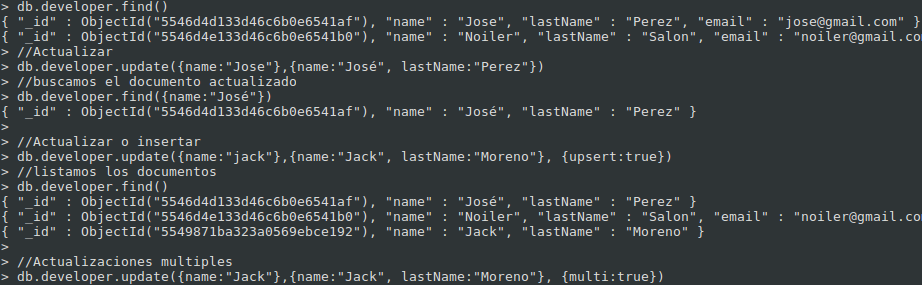 > db.developer.find()
{ "_id" : ObjectId("5546d4d133d46c6b0e6541af"), "name" : "Jose", "lastName" : "Perez", "email" : "jose@gmail.com" }
{ "_id" : ObjectId("5546d4e133d46c6b0e6541b0"), "name" : "Noiler", "lastName" : "Salon", "email" : "noiler@gmail.co
> //Actualizar
> db.developer.update({name:"Jose"},{name:"José", lastName:"Perez"})
> //buscamos el documento actualizado
> db.developer.find({name:"José"})
{ "_id" : ObjectId("5546d4d133d46c6b0e6541af"), "name" : "José", "lastName" : "Perez" }
>
> //Actualizar o insertar
> db.developer.update({name:"jack"},{name:"Jack", lastName:"Moreno"}, {upsert:true})
> //listamos los documentos
> db.developer.find()
{ "_id" : ObjectId("5546d4d133d46c6b0e6541af"), "name" : "José", "lastName" : "Perez" }
{ "_id" : ObjectId("5546d4e133d46c6b0e6541b0"), "name" : "Noiler", "lastName" : "Salon", "email" : "noiler@gmail.co
{ "_id" : ObjectId("5549871ba323a0569ebce192"), "name" : "Jack", "lastName" : "Moreno" }
>
> //Actualizaciones multiples
> db.developer.update({name:"Jack"},{name:"Jack", lastName:"Moreno"}, {multi:true})